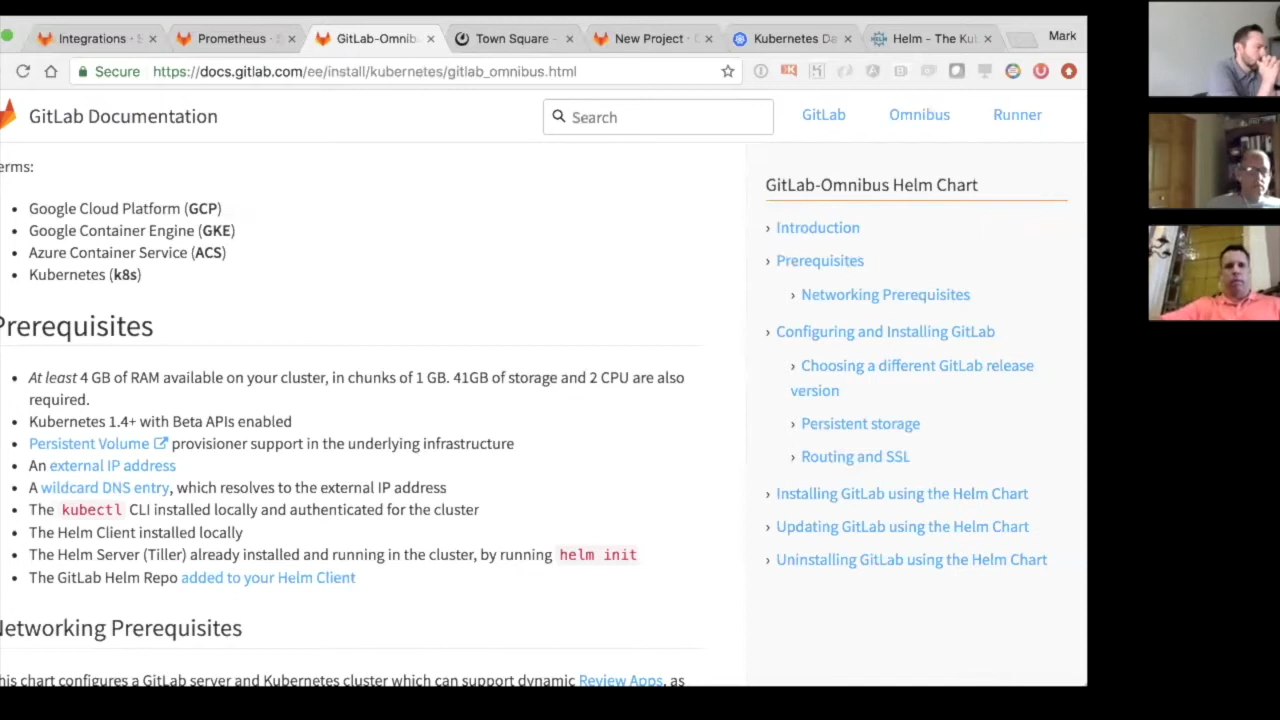 Integrations · S
Prometheus · 
GitLab-Omnib
Town Square -
New Project ·
Kubernetes Da
Helm - The Ku
Mark
Secure
https://docs.gitlab.com/ee/install/kubernetes/gitlab_omnibus.html
GitLab Documentation
Search
GitLab
Omnibus
Runner
erms:
Google Cloud Platform (GCP)
Google Container Engine (GKE)
Azure Container Service (ACS)
Kubernetes (k8s)
Prerequisites
At least 4 GB of RAM available on your cluster, in chunks of 1 GB. 41GB of storage and 2 CPU are also
required.
Kubernetes 1.4+ with Beta APIs enabled
Persistent Volume provisioner support in the underlying infrastructure
An external IP address
A wildcard DNS entry, which resolves to the external IP address
The kubectl CLI installed locally and authenticated for the cluster
The Helm Client installed locally
The Helm Server (Tiller) already installed and running in the cluster, by running helm init
The GitLab Helm Repo added to your Helm Client
Networking Prerequisites
his chart configures a GitLab server and Kubernetes cluster which can support dynamic Review Apps, as
GitLab-Omnibus Helm Chart
Introduction
Prerequisites
Networking Prerequisites
Configuring and Installing GitLab
Choosing a different GitLab release
version
Persistent storage
Routing and SSL
Installing GitLab using the Helm Chart
Updating GitLab using the Helm Chart
Uninstalling GitLab using the Helm Chart